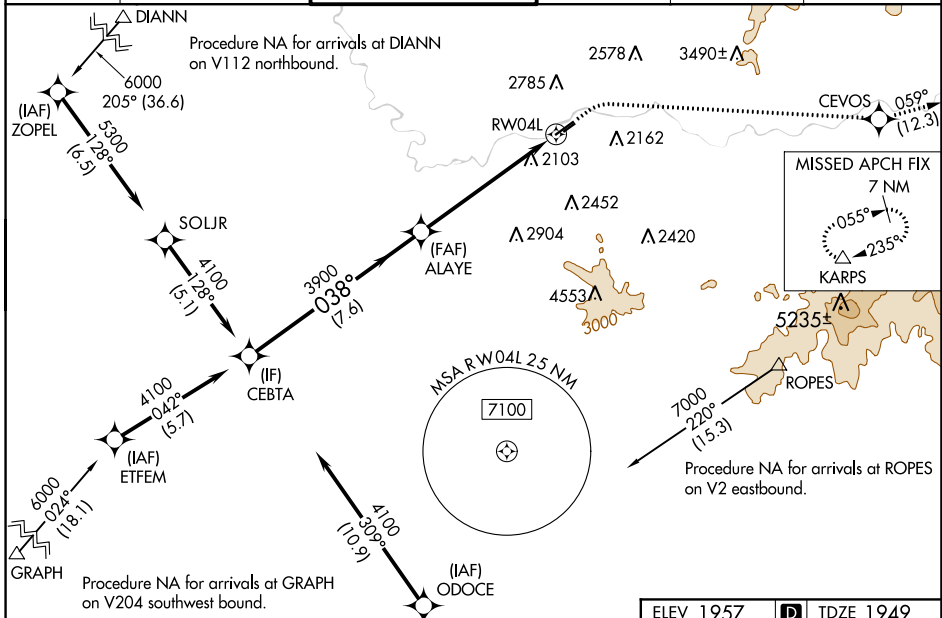 DIANN
Procedure NA for arrivals at DIANN
on V112 northbound.
6000
205° (36.6)
(IAF)
ZOPEL
5300
128°
(6.5)
SOLJR
4100
128°
(5.1)
2578
3490±
2785
RW04L
2162
2103
CEVOS
059°
(12.3)
MISSED APCH FIX
7 NM
055°
235°
KARPS
2452
2904
2420
(FAF)
ALAYE
3900
038°
(7.6)
4553
3000
5235±
(IF)
CEBTA
4100
042°
(5.7)
(IAF)
ETFEM
6000
024°
(18.1)
GRAPH
MSA RW04L 25 NM
7100
ROPES
7000
220°
(15.3)
Procedure NA for arrivals at ROPES
on V2 eastbound.
4100
309°
(10.9)
(IAF)
ODOCE
Procedure NA for arrivals at GRAPH
on V204 southwest bound.
ELEV 1957
D
TDZE 1949